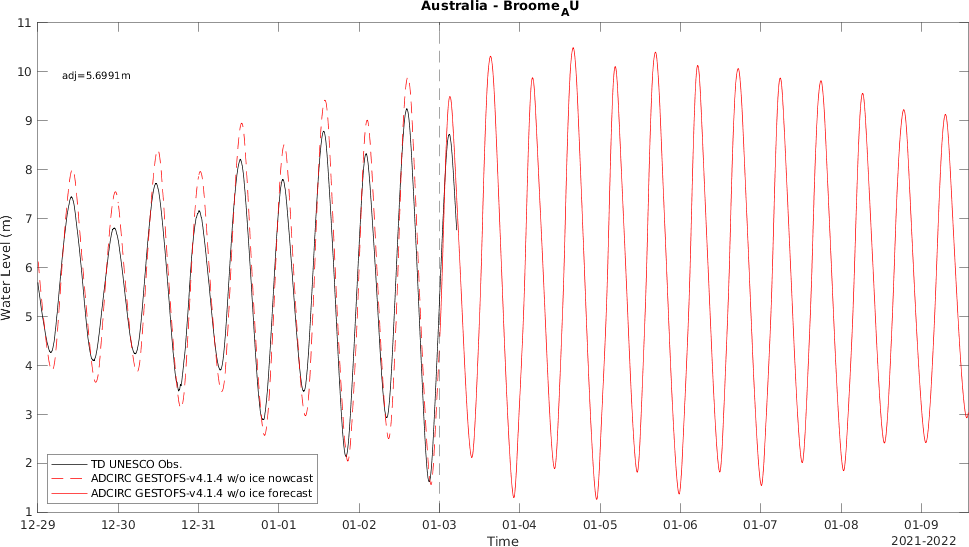 Australia - Broome_AU
11
10
9
8
7
6
5
4
3
2
1
Water Level (m)
adj=5.6991m
TD UNESCO Obs.
ADCIRC GESTOFS-v4.1.4 w/o ice nowcast
ADCIRC GESTOFS-v4.1.4 w/o ice forecast
12-29 12-30 12-31 01-01 01-02 01-03 01-04 01-05 01-06 01-07 01-08 01-09
Time
2021-2022